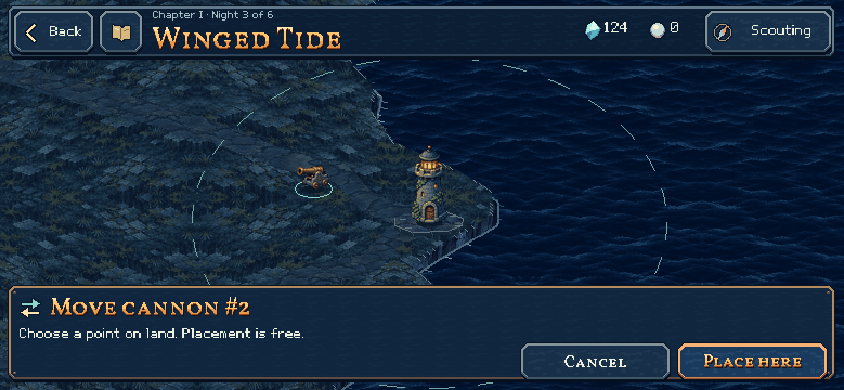 Back
Chapter I · Night 3 of 6
Winged Tide
124
0
Scouting
Move cannon #2
Choose a point on land. Placement is free.
Cancel
Place here